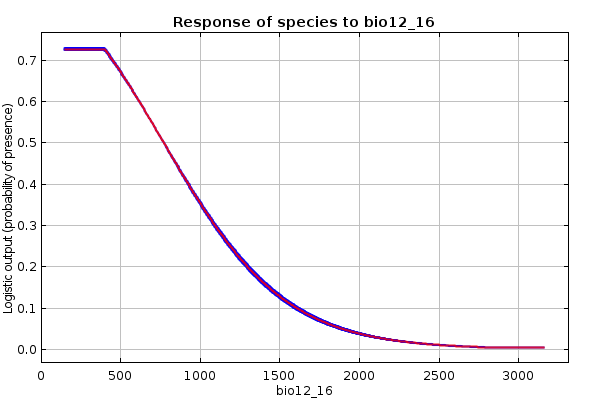 Response of species to bio12_16
Logistic output (probability of presence)
0.7
0.6
0.5
0.4
0.3
0.2
0.1
0.0
0 500 1000 1500 2000 2500 3000
bio12_16